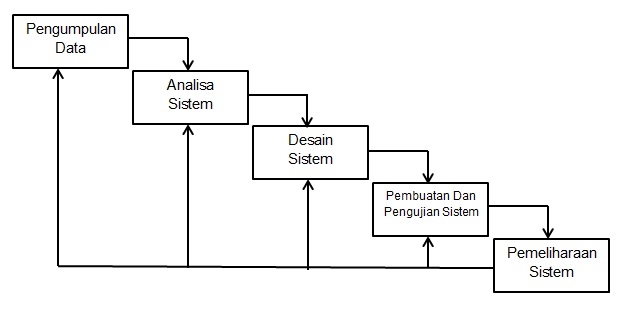 Pengumpulan
Data
Analisa
Sistem
Desain
Sistem
Pembuatan Dan
Pengujian Sistem
Pemeliharaan
Sistem